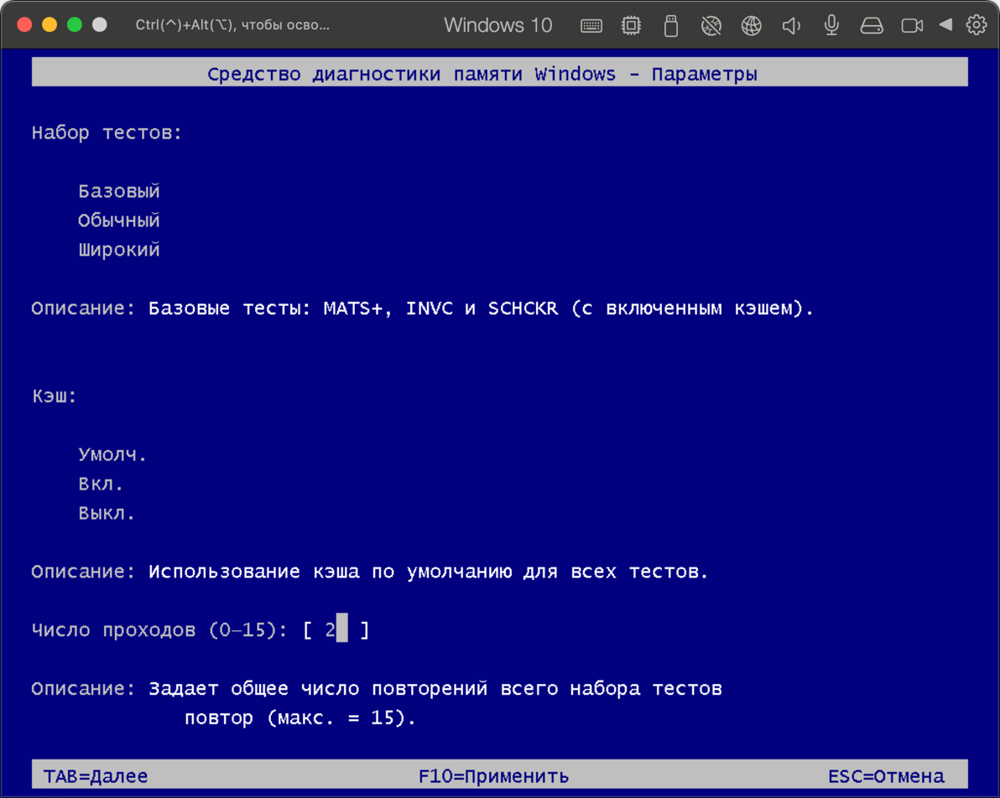 Ctrl(^)+Alt(⌥), чтобы осво... Windows 10
Средство диагностики памяти Windows - Параметры
Набор тестов:
Базовый
Обычный
Широкий
Описание: Базовые тесты: MATS+, INVC и SCHCKR (с включенным кэшем).
Кэш:
Умолч.
Вкл.
Выкл.
Описание: Использование кэша по умолчанию для всех тестов.
Число проходов (0–15): [ 2 ]
Описание: Задает общее число повторений всего набора тестов
повтор (макс. = 15).
TAB=Далее F10=Применить ESC=Отмена